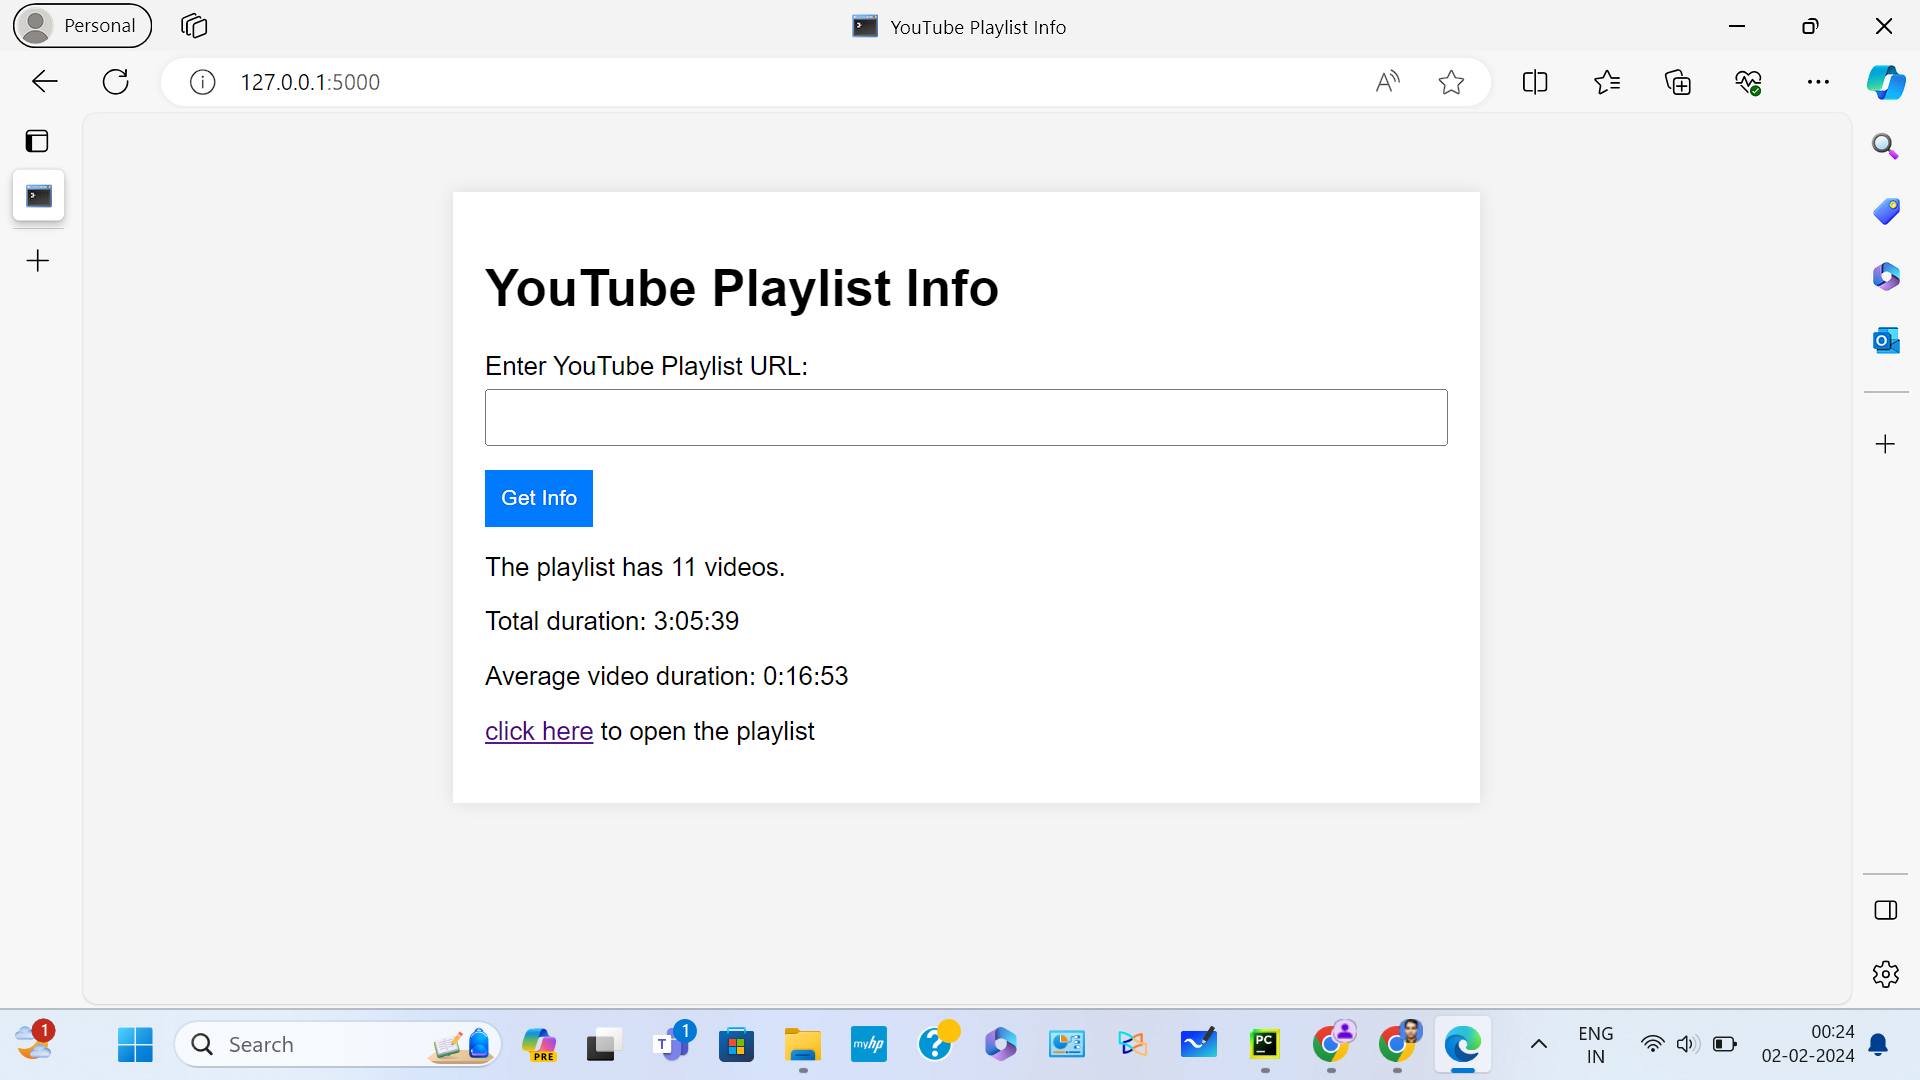 Personal
YouTube Playlist Info
127.0.0.1:5000
YouTube Playlist Info
Enter YouTube Playlist URL:
Get Info
The playlist has 11 videos.
Total duration: 3:05:39
Average video duration: 0:16:53
click here to open the playlist
1
Search
PRE
T
1
myhp
?
PC
ENG
IN
00:24
02-02-2024